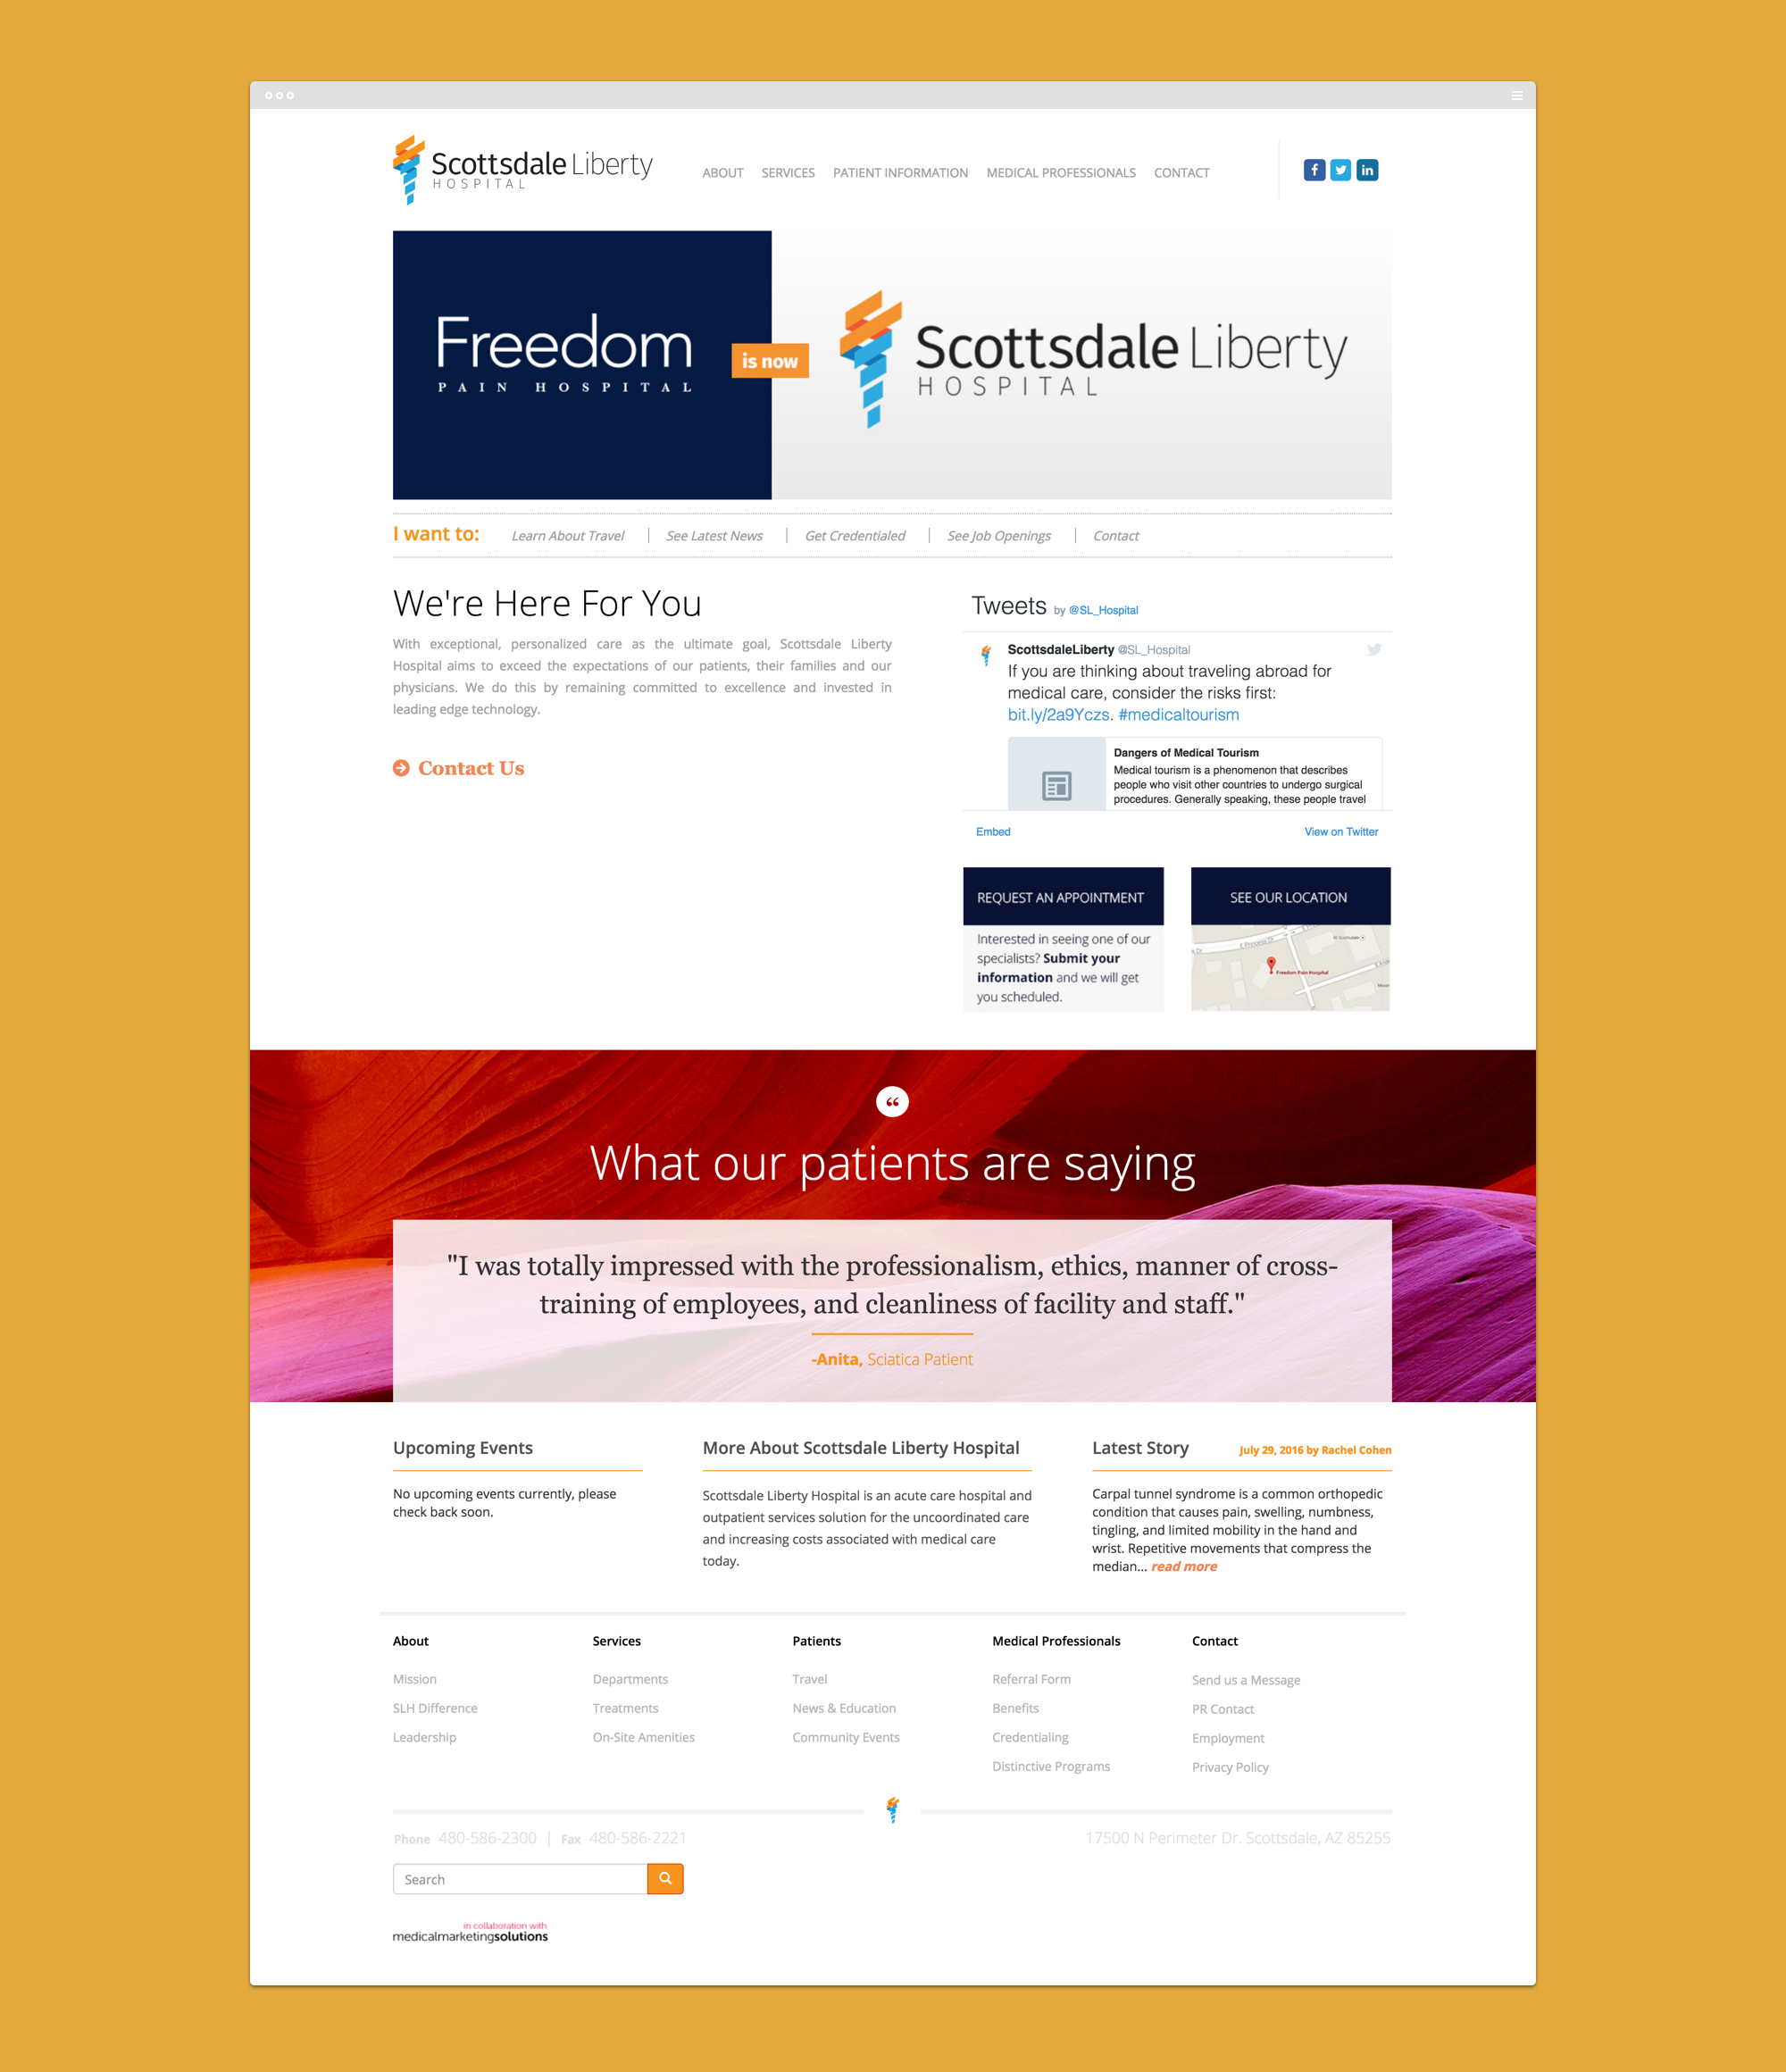 Scottsdale Liberty
HOSPITAL
ABOUT SERVICES PATIENT INFORMATION MEDICAL PROFESSIONALS CONTACT
Freedom
PAIN HOSPITAL
is now
Scottsdale Liberty
HOSPITAL
I want to: Learn About Travel | See Latest News | Get Credentialed | See Job Openings | Contact
We're Here For You
With exceptional, personalized care as the ultimate goal, Scottsdale Liberty
Hospital aims to exceed the expectations of our patients, their families and our
physicians. We do this by remaining committed to excellence and invested in
leading edge technology.
Contact Us
Tweets by @SL_Hospital
ScottsdaleLiberty @SL_Hospital
If you are thinking about traveling abroad for
medical care, consider the risks first:
bit.ly/2a9Yczs. #medicaltourism
Dangers of Medical Tourism
Medical tourism is a phenomenon that describes
people who visit other countries to undergo surgical
procedures. Generally speaking, these people travel
Embed View on Twitter
REQUEST AN APPOINTMENT
Interested in seeing one of our
specialists? Submit your
information and we will get
you scheduled.
SEE OUR LOCATION
E Princess Dr
Freedom Pain Hospital
What our patients are saying
"I was totally impressed with the professionalism, ethics, manner of cross-
training of employees, and cleanliness of facility and staff."
-Anita, Sciatica Patient
Upcoming Events
No upcoming events currently, please
check back soon.
More About Scottsdale Liberty Hospital
Scottsdale Liberty Hospital is an acute care hospital and
outpatient services solution for the uncoordinated care
and increasing costs associated with medical care
today.
Latest Story July 29, 2016 by Rachel Cohen
Carpal tunnel syndrome is a common orthopedic
condition that causes pain, swelling, numbness,
tingling, and limited mobility in the hand and
wrist. Repetitive movements that compress the
median... read more
About
Mission
SLH Difference
Leadership
Services
Departments
Treatments
On-Site Amenities
Patients
Travel
News & Education
Community Events
Medical Professionals
Referral Form
Benefits
Credentialing
Distinctive Programs
Contact
Send us a Message
PR Contact
Employment
Privacy Policy
Phone 480-586-2300 | Fax 480-586-2221
17500 N Perimeter Dr. Scottsdale, AZ 85255
Search
in collaboration with
medicalmarketingsolutions